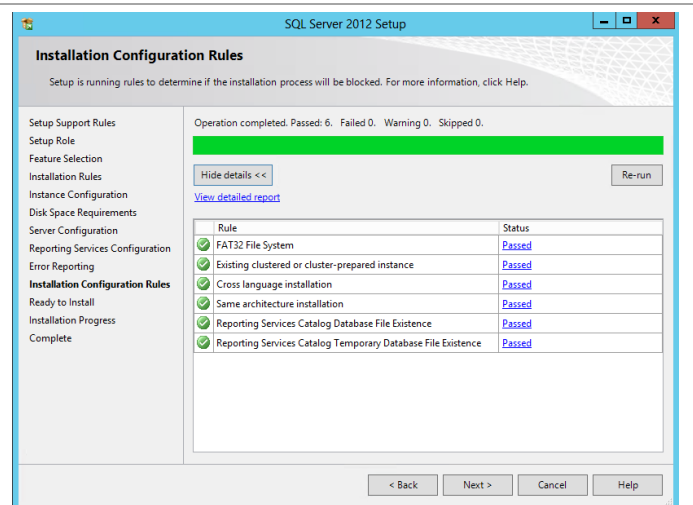 SQL Server 2012 Setup
Installation Configuration Rules
Setup is running rules to determine if the installation process will be blocked. For more information, click Help.
Setup Support Rules
Setup Role
Feature Selection
Installation Rules
Instance Configuration
Disk Space Requirements
Server Configuration
Reporting Services Configuration
Error Reporting
Installation Configuration Rules
Ready to Install
Installation Progress
Complete
Operation completed. Passed: 6. Failed 0. Warning 0. Skipped 0.
Hide details << Re-run
View detailed report
Rule Status
FAT32 File System Passed
Existing clustered or cluster-prepared instance Passed
Cross language installation Passed
Same architecture installation Passed
Reporting Services Catalog Database File Existence Passed
Reporting Services Catalog Temporary Database File Existence Passed
< Back Next > Cancel Help